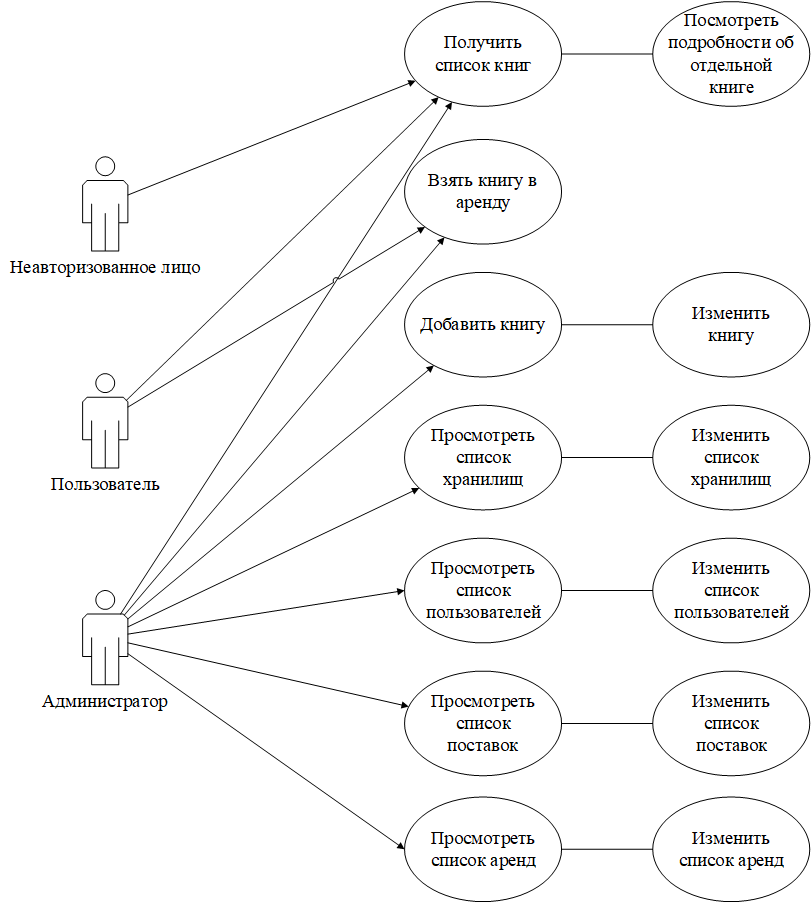 Получить
список книг
Посмотреть
подробности об
отдельной
книге
Взять книгу в
аренду
Неавторизованное лицо
Добавить книгу
Изменить
книгу
Пользователь
Просмотреть
список
хранилищ
Изменить
список
хранилищ
Просмотреть
список
пользователей
Изменить
список
пользователей
Администратор
Просмотреть
список
поставок
Изменить
список
поставок
Просмотреть
список аренд
Изменить
список аренд